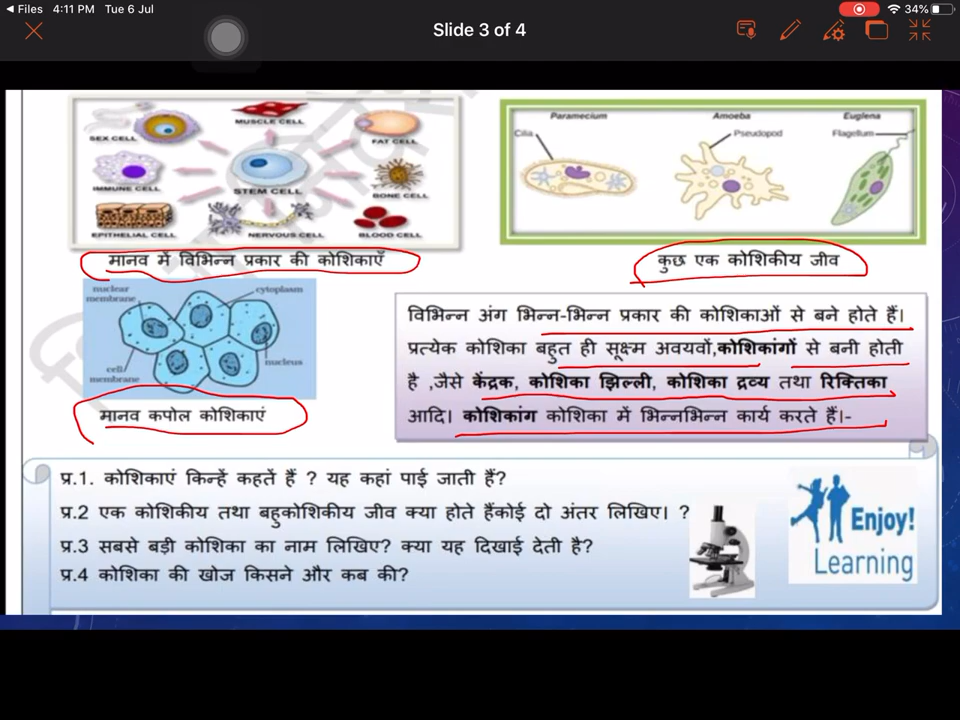 Files 4:11 PM Tue 6 Jul
34%
Slide 3 of 4
SEX CELL
MUSCLE CELL
FAT CELL
IMMUNE CELL
STEM CELL
BONE CELL
EPITHELIAL CELL
NERVOUS CELL
BLOOD CELL
मानव में विभिन्न प्रकार की कोशिकाएँ
Paramecium
Amoeba
Euglena
Cilia
Pseudopod
Flagellum
कुछ एक कोशिकीय जीव
nuclear
membrane
cytoplasm
cell
membrane
nucleus
मानव कपोल कोशिकाएं
विभिन्न अंग भिन्न-भिन्न प्रकार की कोशिकाओं से बने होते हैं।
प्रत्येक कोशिका बहुत ही सूक्ष्म अवयवों,कोशिकांगों से बनी होती
है ,जैसे केंद्रक, कोशिका झिल्ली, कोशिका द्रव्य तथा रिक्तिका
आदि। कोशिकांग कोशिका में भिन्नभिन्न कार्य करते हैं।-
प्र.1. कोशिकाएं किन्हें कहतें हैं ? यह कहां पाई जाती हैं?
प्र.2 एक कोशिकीय तथा बहुकोशिकीय जीव क्या होते हैंकोई दो अंतर लिखिए। ?
प्र.3 सबसे बड़ी कोशिका का नाम लिखिए? क्या यह दिखाई देती है?
प्र.4 कोशिका की खोज किसने और कब की?
Enjoy!
Learning